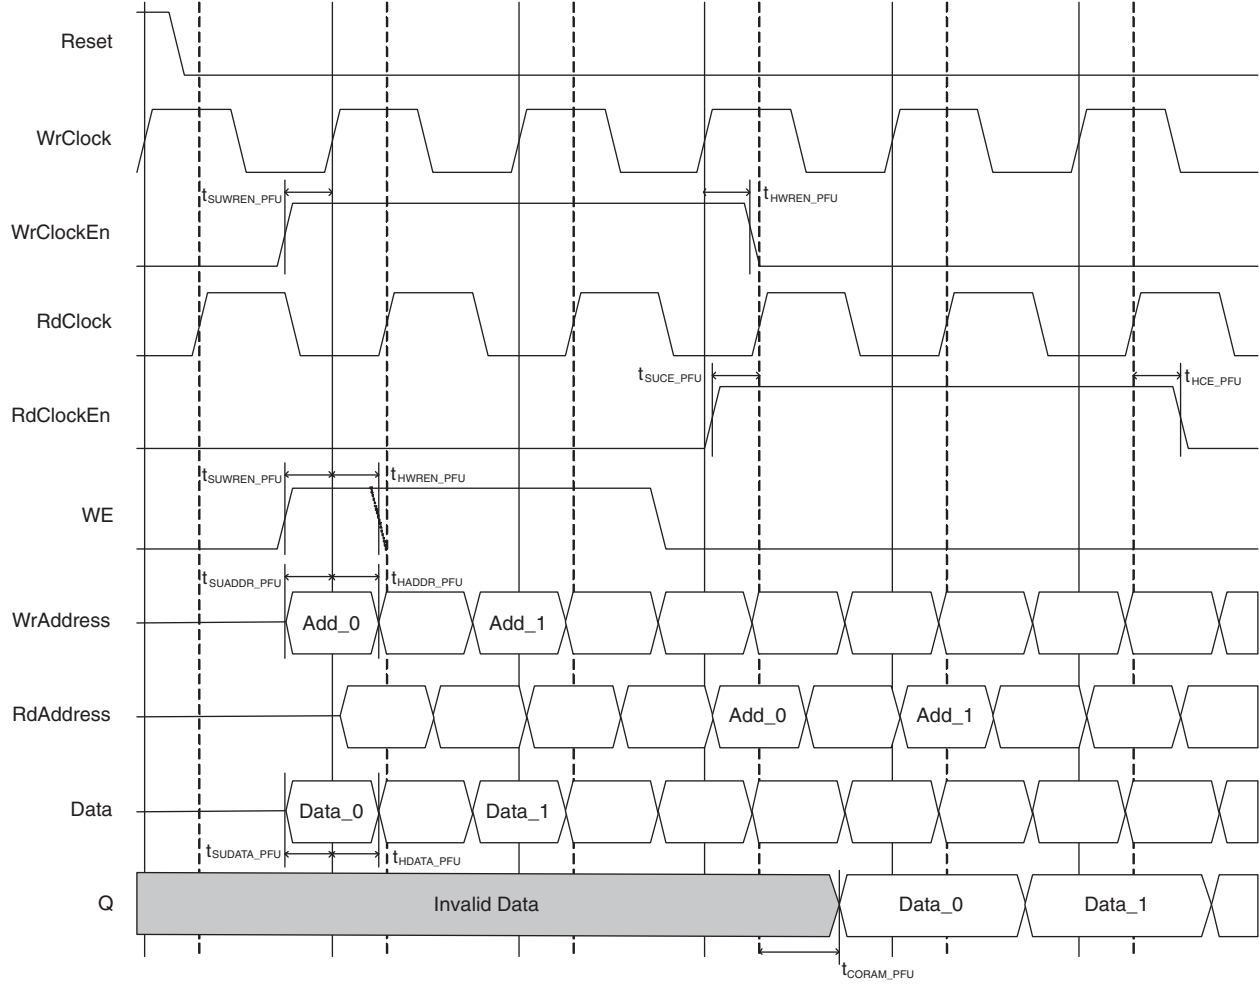 Reset
WrClock
tSUWREN_PFU tHWREN_PFU
WrClockEn
RdClock
tSUCE_PFU tHCE_PFU
RdClockEn
tSUWREN_PFU tHWREN_PFU
WE
tSUADDR_PFU tHADDR_PFU
WrAddress Add_0 Add_1
RdAddress Add_0 Add_1
Data Data_0 Data_1
tSUDATA_PFU tHDATA_PFU
Q Invalid Data Data_0 Data_1
tCORAM_PFU